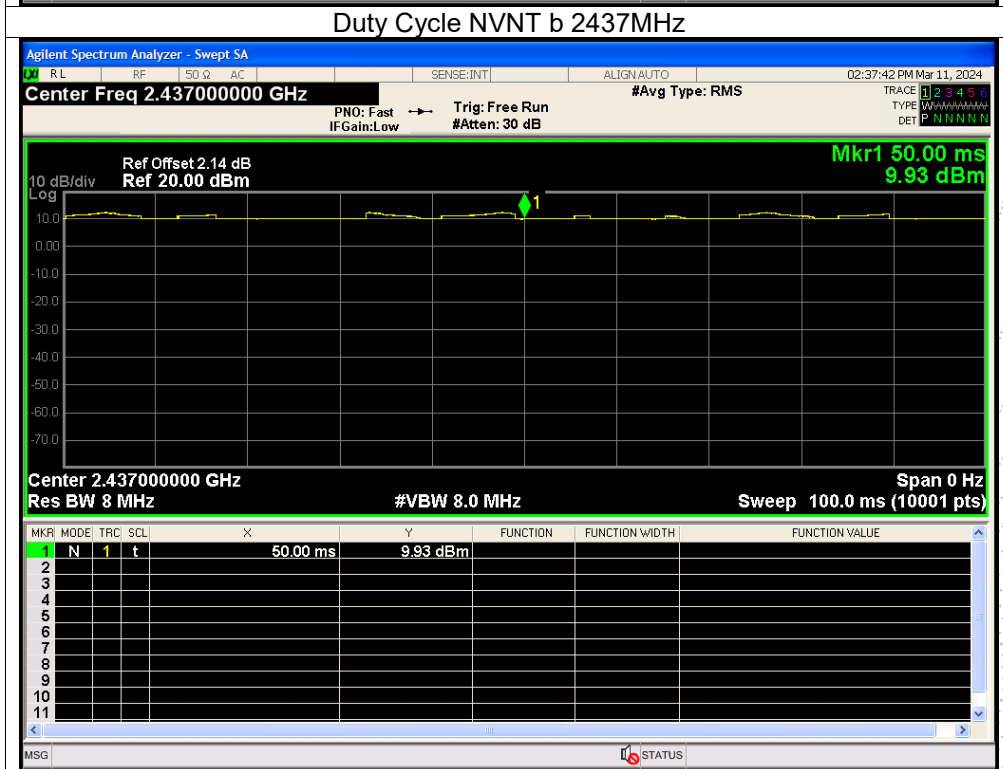 Duty Cycle NVNT b 2437MHz
Agilent Spectrum Analyzer - Swept SA
LXI RL RF 50 Ω AC SENSE:INT ALIGN AUTO 02:37:42 PM Mar 11, 2024
Center Freq 2.437000000 GHz #Avg Type: RMS TRACE 1 2 3 4 5 6
PNO: Fast Trig: Free Run TYPE WWWWWW
IFGain:Low #Atten: 30 dB DET P N N N N N
Mkr1 50.00 ms
9.93 dBm
Ref Offset 2.14 dB
10 dB/div Ref 20.00 dBm
Log
1
10.0
0.00
-10.0
-20.0
-30.0
-40.0
-50.0
-60.0
-70.0
Center 2.437000000 GHz Span 0 Hz
Res BW 8 MHz #VBW 8.0 MHz Sweep 100.0 ms (10001 pts)
MKR MODE TRC SCL X Y FUNCTION FUNCTION WIDTH FUNCTION VALUE
1 N 1 t 50.00 ms 9.93 dBm
2
3
4
5
6
7
8
9
10
11
MSG STATUS